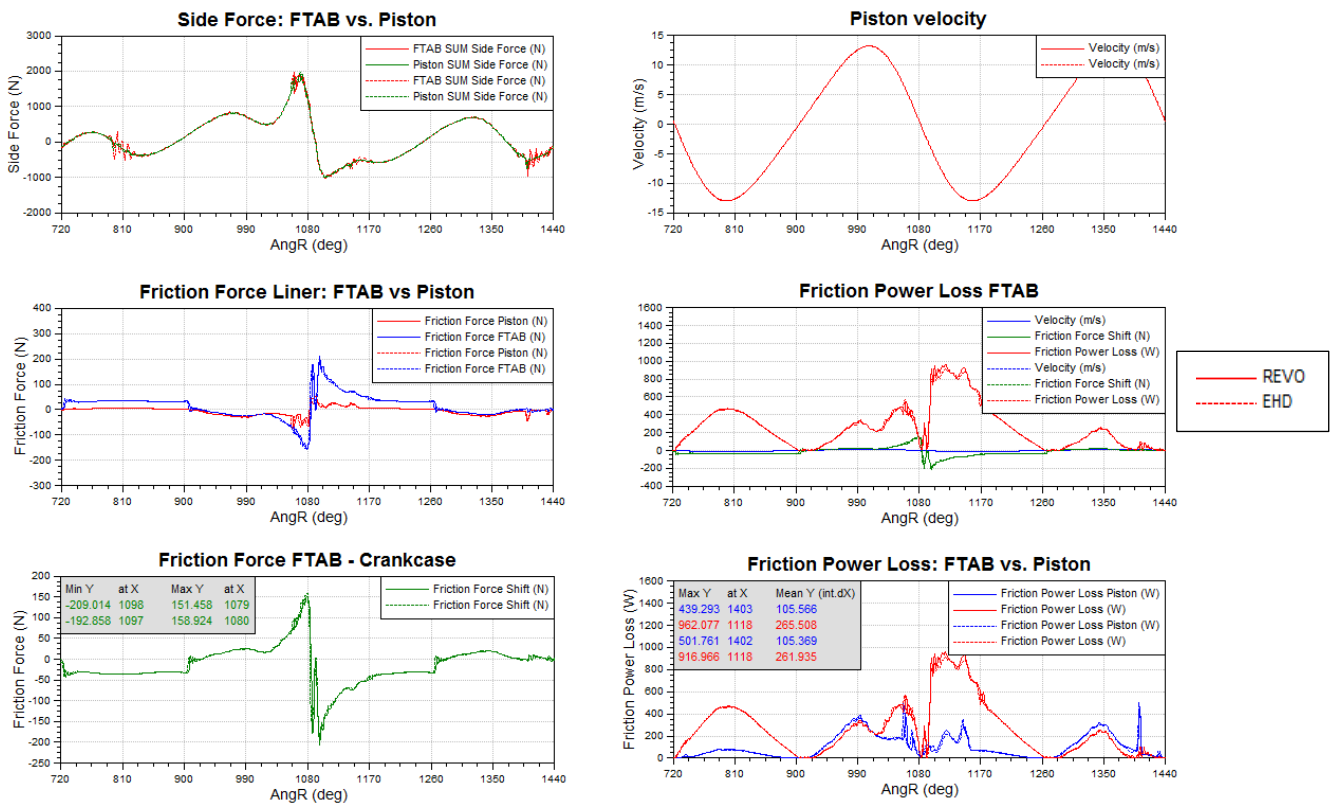 Side Force: FTAB vs. Piston
Side Force (N)
3000
2000
1000
0
-1000
-2000
FTAB SUM Side Force (N)
Piston SUM Side Force (N)
FTAB SUM Side Force (N)
Piston SUM Side Force (N)
720 810 900 990 1080 1170 1260 1350 1440
AngR (deg)
Piston velocity
Velocity (m/s)
15
10
5
0
-5
-10
-15
Velocity (m/s)
Velocity (m/s)
720 810 900 990 1080 1170 1260 1350 1440
AngR (deg)
Friction Force Liner: FTAB vs Piston
Friction Force (N)
400
300
200
100
0
-100
-200
-300
Friction Force Piston (N)
Friction Force FTAB (N)
Friction Force Piston (N)
Friction Force FTAB (N)
720 810 900 990 1080 1170 1260 1350 1440
AngR (deg)
Friction Power Loss FTAB
1600
1400
1200
1000
800
600
400
200
0
-200
-400
Velocity (m/s)
Friction Force Shift (N)
Friction Power Loss (W)
Velocity (m/s)
Friction Force Shift (N)
Friction Power Loss (W)
720 810 900 990 1080 1170 1260 1350 1440
AngR (deg)
REVO
EHD
Friction Force FTAB - Crankcase
Friction Force (N)
200
150
100
50
0
-50
-100
-150
-200
-250
Min Y at X Max Y at X
-209.014 1098 151.458 1079
-192.858 1097 158.924 1080
Friction Force Shift (N)
Friction Force Shift (N)
720 810 900 990 1080 1170 1260 1350 1440
AngR (deg)
Friction Power Loss: FTAB vs. Piston
Friction Power Loss (W)
1600
1400
1200
1000
800
600
400
200
0
Max Y at X Mean Y (int.dX)
439.293 1403 105.566
962.077 1118 265.508
501.761 1402 105.369
916.966 1118 261.935
Friction Power Loss Piston (W)
Friction Power Loss (W)
Friction Power Loss Piston (W)
Friction Power Loss (W)
720 810 900 990 1080 1170 1260 1350 1440
AngR (deg)